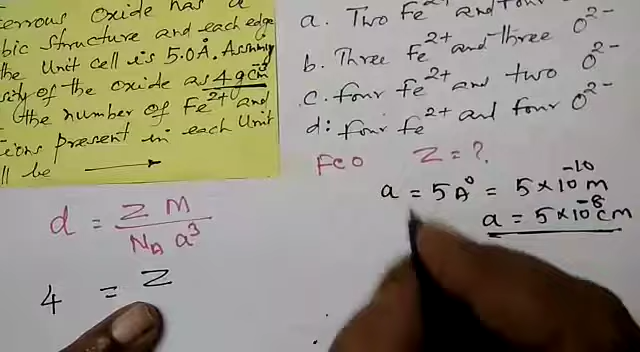 errous Oxide has a
bic structure and each edge
the Unit cell is 5.0Å. Assuming
sity of the oxide as 4 g cm⁻³
the number of Fe²⁺ and
ions present in each Unit
ll be
a. Two Fe²⁺ and four
b. Three Fe²⁺ and three O²⁻
c. four Fe²⁺ and two O²⁻
d: four Fe²⁺ and four O²⁻
FeO Z = ?
a = 5A° = 5×10⁻¹⁰ m
a = 5×10⁻⁸ cm
d = Z M / N_A a³
4 = Z